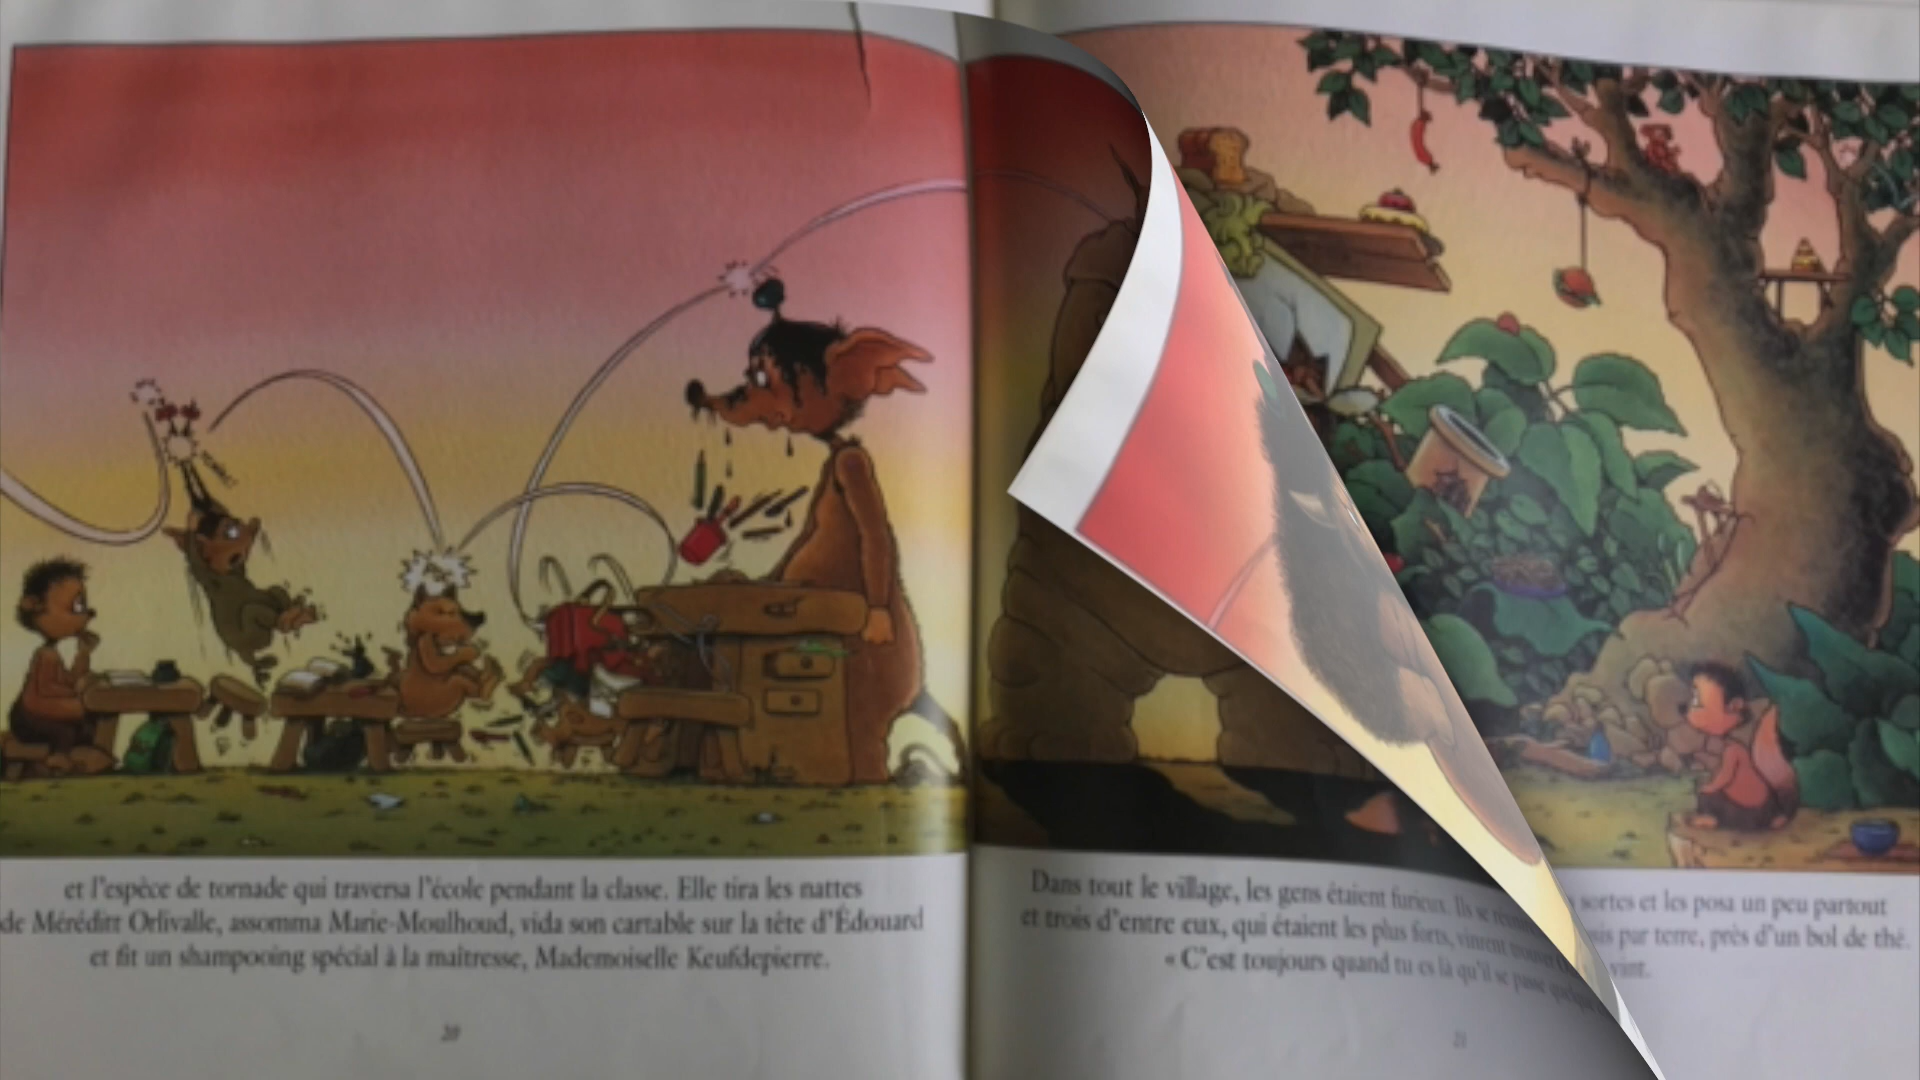 et l'espèce de tornade qui traversa l'école pendant la classe. Elle tira les nattes
de Méréditt Orlivalle, assomma Marie-Moulhoud, vida son cartable sur la tête d'Édouard
et fit un shampooing spécial à la maîtresse, Mademoiselle Keufdepierre.
20
Dans tout le village, les gens étaient furieux. Ils se
et trois d'entre eux, qui étaient les plus forts, vinrent
« C'est toujours quand tu es là qu'il se passe
21
sortes et les posa un peu partout
par terre, près d'un bol de thé.
vint.